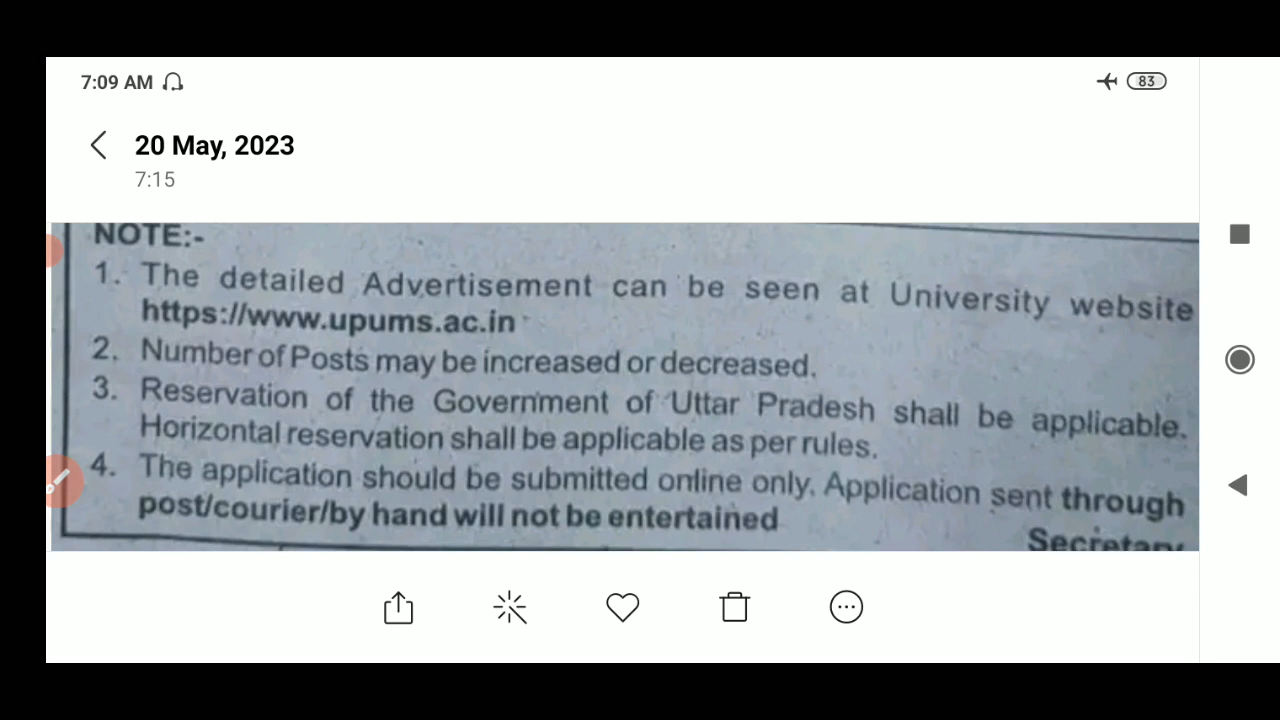 7:09 AM
83
20 May, 2023
7:15
NOTE:-
1. The detailed Advertisement can be seen at University website
https://www.upums.ac.in
2. Number of Posts may be increased or decreased.
3. Reservation of the Government of Uttar Pradesh shall be applicable.
Horizontal reservation shall be applicable as per rules.
4. The application should be submitted online only. Application sent through
post/courier/by hand will not be entertained
Secretary